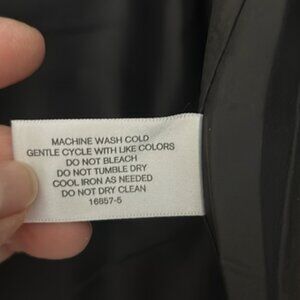 MACHINE WASH COLD
GENTLE CYCLE WITH LIKE COLORS
DO NOT BLEACH
DO NOT TUMBLE DRY
COOL IRON AS NEEDED
DO NOT DRY CLEAN
16857-5